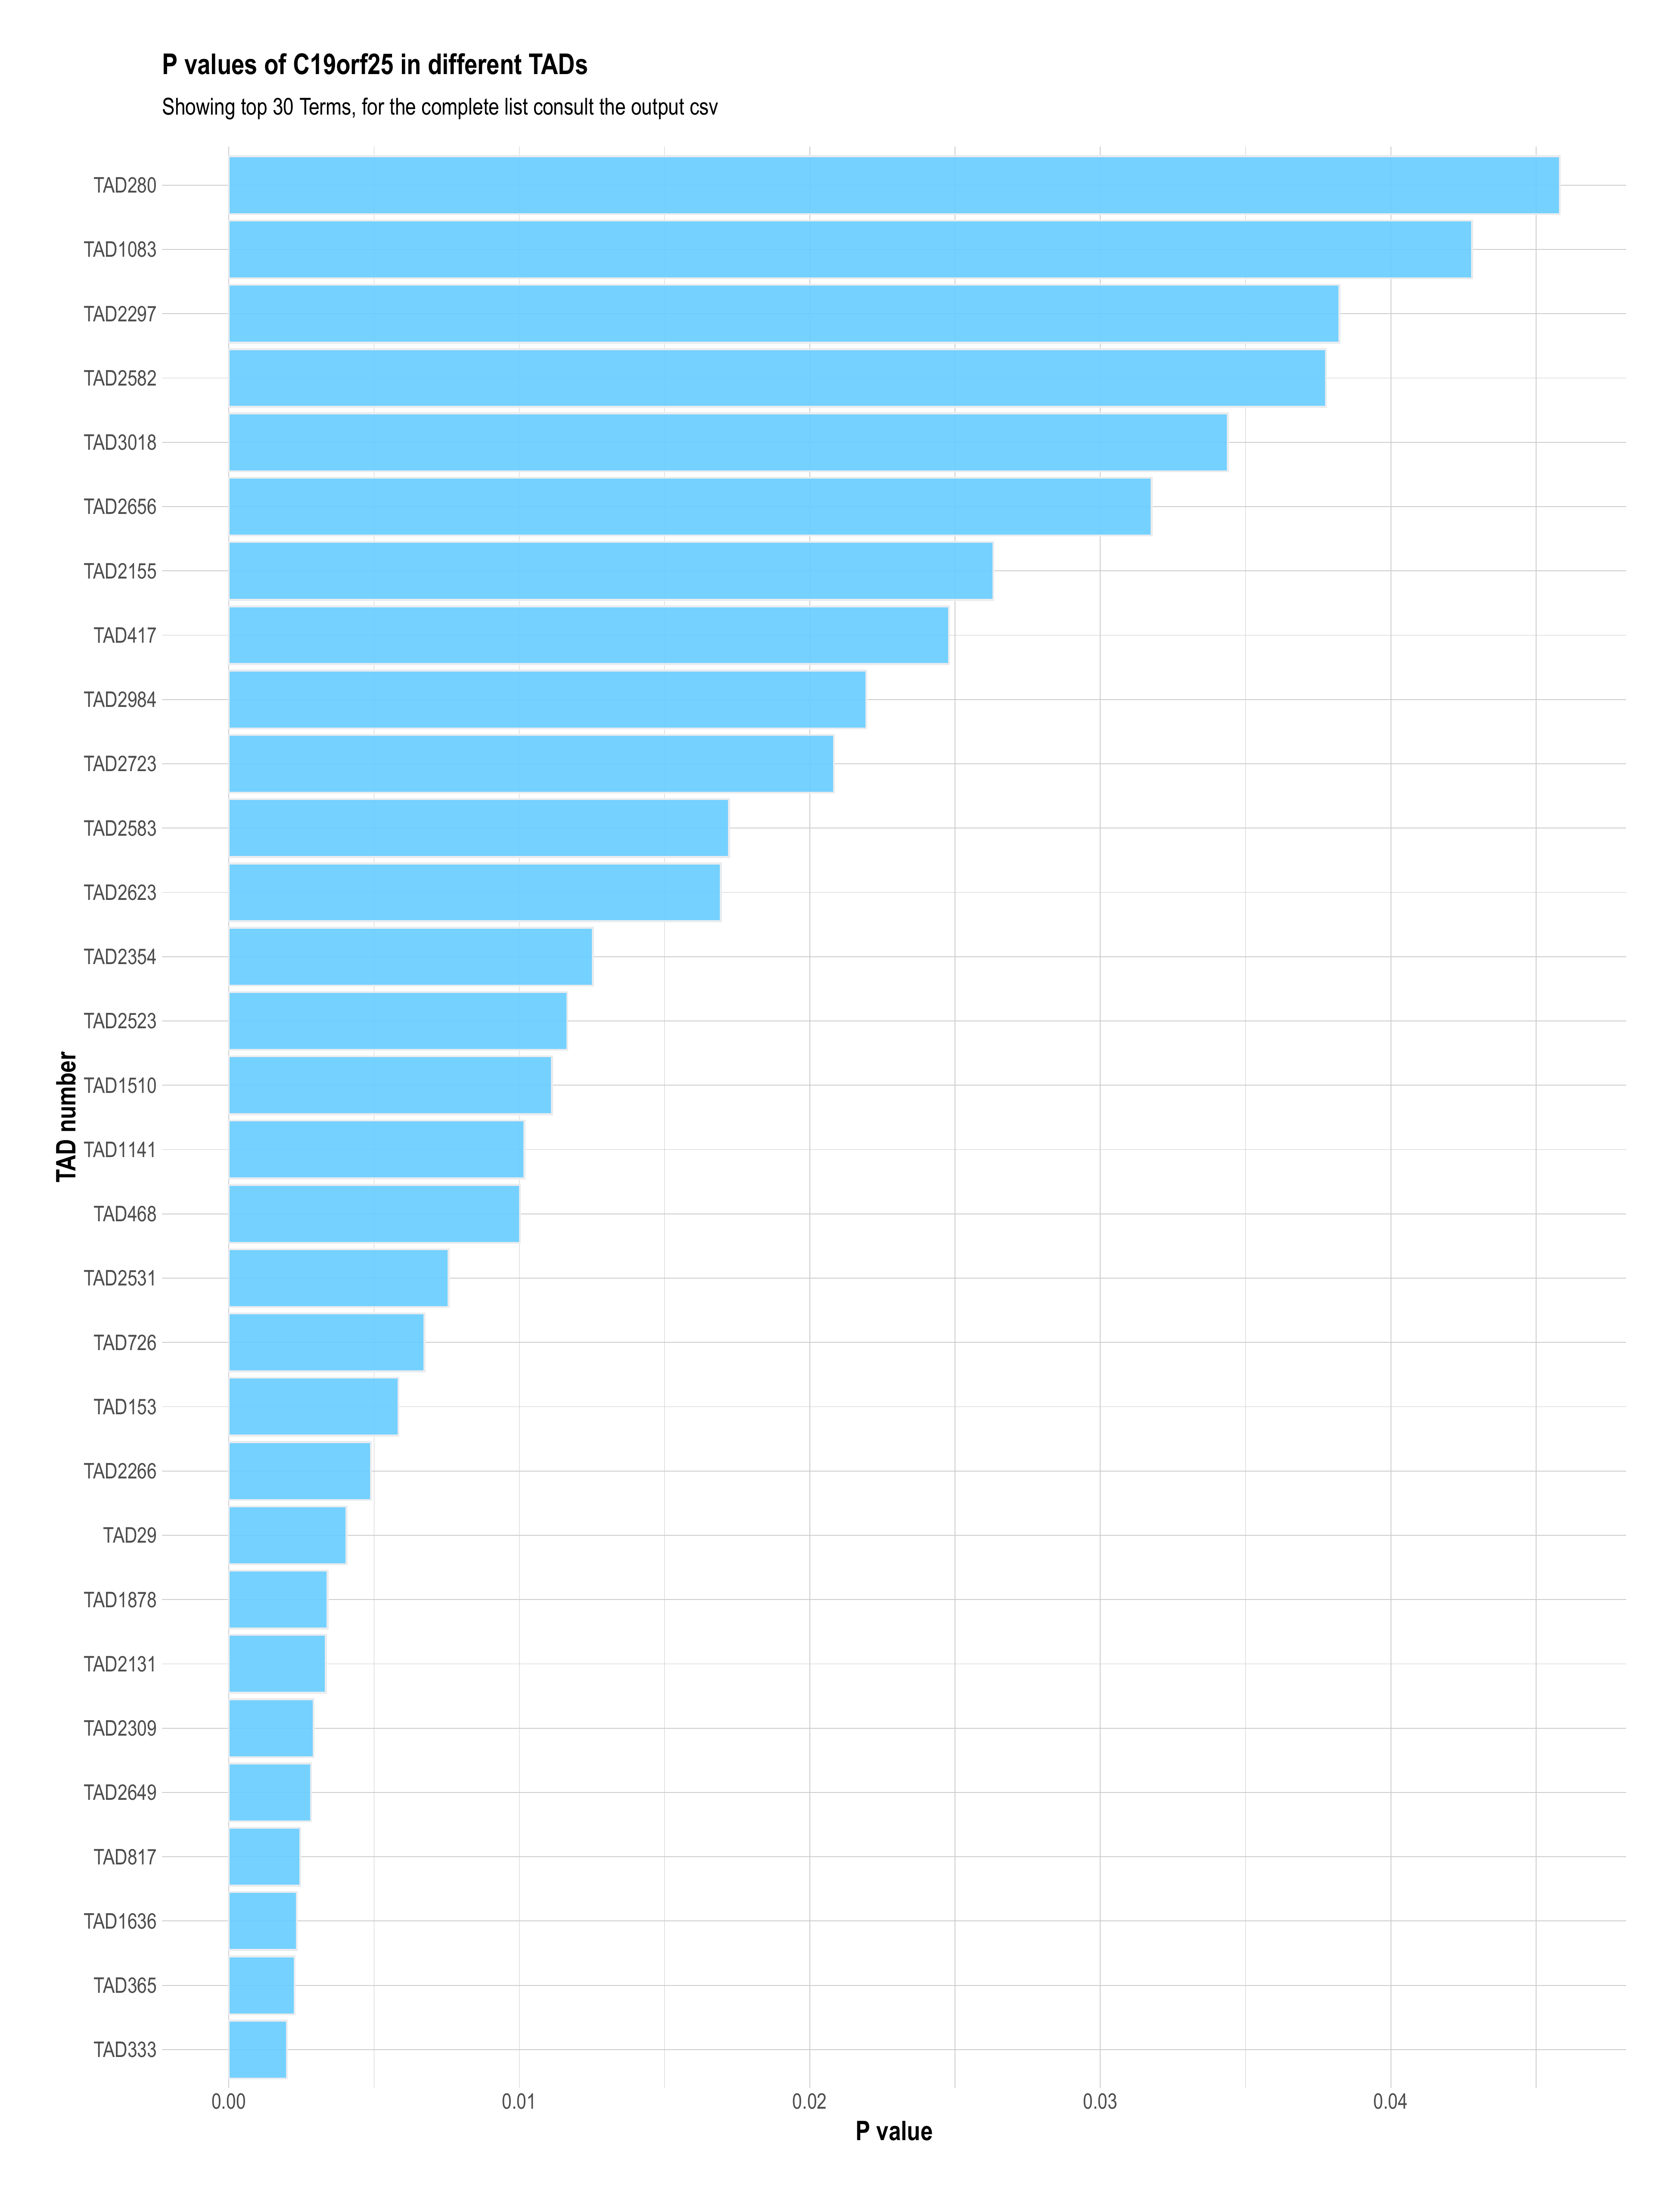 P values of C19orf25 in different TADs
Showing top 30 Terms, for the complete list consult the output csv
TAD number
TAD280
TAD1083
TAD2297
TAD2582
TAD3018
TAD2656
TAD2155
TAD417
TAD2984
TAD2723
TAD2583
TAD2623
TAD2354
TAD2523
TAD1510
TAD1141
TAD468
TAD2531
TAD726
TAD153
TAD2266
TAD29
TAD1878
TAD2131
TAD2309
TAD2649
TAD817
TAD1636
TAD365
TAD333
0.00 0.01 0.02 0.03 0.04
P value